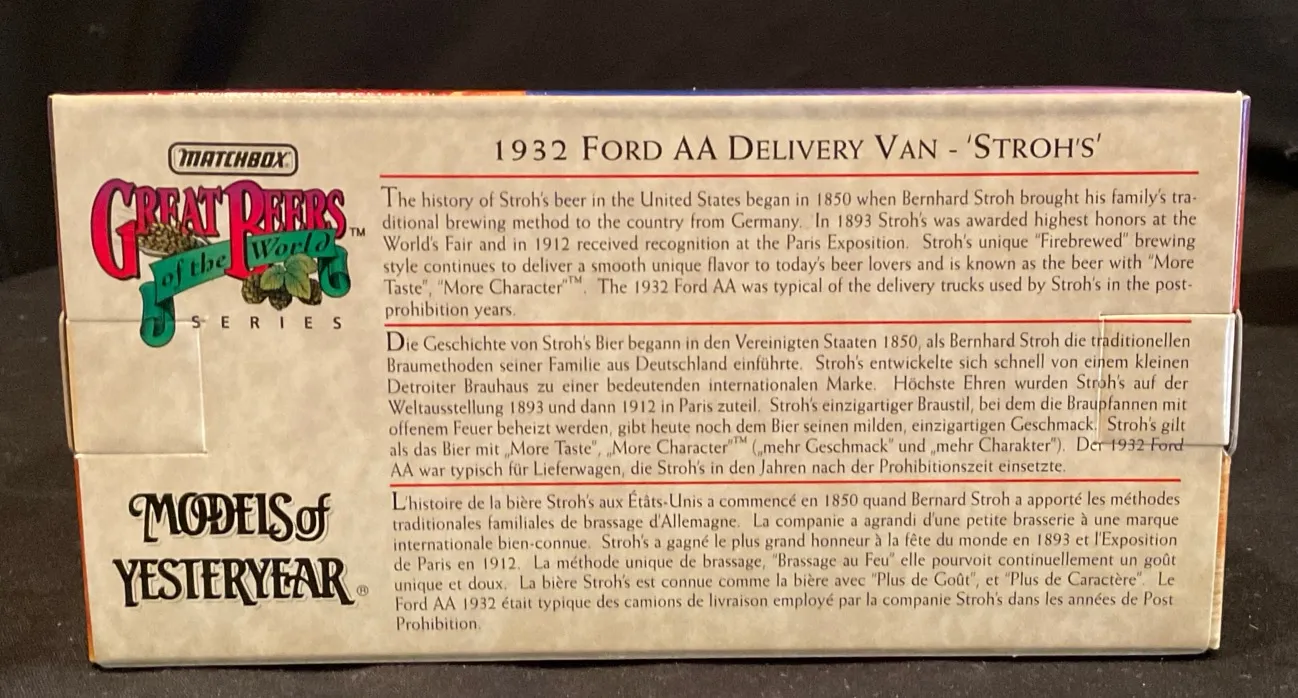 MATCHBOX
GREAT BEERS™
of the World
SERIES
MODELS of
YESTERYEAR®
1932 FORD AA DELIVERY VAN - 'STROH'S'
The history of Stroh's beer in the United States began in 1850 when Bernhard Stroh brought his family's tra-
ditional brewing method to the country from Germany. In 1893 Stroh's was awarded highest honors at the
World's Fair and in 1912 received recognition at the Paris Exposition. Stroh's unique "Firebrewed" brewing
style continues to deliver a smooth unique flavor to today's beer lovers and is known as the beer with "More
Taste", "More Character"™. The 1932 Ford AA was typical of the delivery trucks used by Stroh's in the post-
prohibition years.
Die Geschichte von Stroh's Bier begann in den Vereinigten Staaten 1850, als Bernhard Stroh die traditionellen
Braumethoden seiner Familie aus Deutschland einführte. Stroh's entwickelte sich schnell von einem kleinen
Detroiter Brauhaus zu einer bedeutenden internationalen Marke. Höchste Ehren wurden Stroh's auf der
Weltausstellung 1893 und dann 1912 in Paris zuteil. Stroh's einzigartiger Braustil, bei dem die Braupfannen mit
offenem Feuer beheizt werden, gibt heute noch dem Bier seinen milden, einzigartigen Geschmack. Stroh's gilt
als das Bier mit „More Taste", „More Character"™ („mehr Geschmack" und „mehr Charakter"). Der 1932 Ford
AA war typisch für Lieferwagen, die Stroh's in den Jahren nach der Prohibitionszeit einsetzte.
L'histoire de la bière Stroh's aux Étâts-Unis a commencé en 1850 quand Bernard Stroh a apporté les méthodes
traditionales familiales de brassage d'Allemagne. La companie a agrandi d'une petite brasserie à une marque
internationale bien-connue. Stroh's a gagné le plus grand honneur à la fête du monde en 1893 et l'Exposition
de Paris en 1912. La méthode unique de brassage, "Brassage au Feu" elle pourvoit continuellement un goût
unique et doux. La bière Stroh's est connue comme la bière avec "Plus de Goût", et "Plus de Caractère". Le
Ford AA 1932 était typique des camions de livraison employé par la companie Stroh's dans les années de Post
Prohibition.